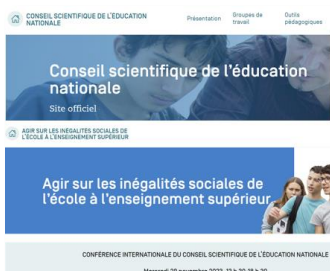 CONSEIL SCIENTIFIQUE DE L'ÉDUCATION
NATIONALE
Présentation
Groupes de
travail
Outils
pédagogiques
Conseil scientifique de l'éducation
nationale
Site officiel
AGIR SUR LES INÉGALITÉS SOCIALES DE
L'ÉCOLE À L'ENSEIGNEMENT SUPÉRIEUR
Agir sur les inégalités sociales de
l'école à l'enseignement supérieur
CONFÉRENCE INTERNATIONALE DU CONSEIL SCIENTIFIQUE DE L'ÉDUCATION NATIONALE